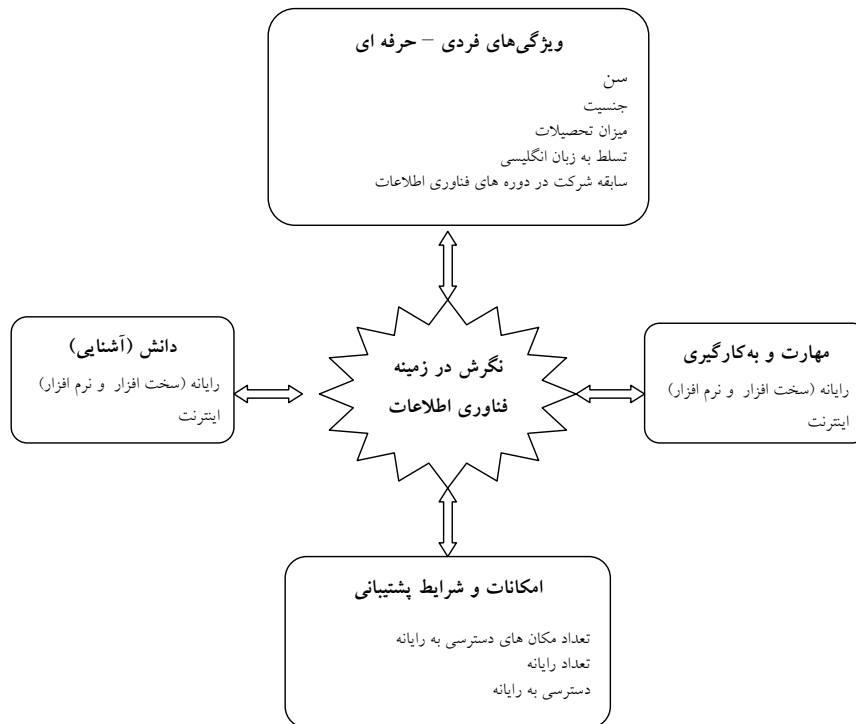 ویژگی‌های فردی – حرفه ای
سن
جنسیت
میزان تحصیلات
تسلط به زبان انگلیسی
سابقه شرکت در دوره های فناوری اطلاعات
مهارت و به‌کارگیری
رایانه (سخت افزار و نرم افزار)
اینترنت
نگرش در زمینه
فناوری اطلاعات
دانش (آشنایی)
رایانه (سخت افزار و نرم افزار)
اینترنت
امکانات و شرایط پشتیبانی
تعداد مکان های دسترسی به رایانه
تعداد رایانه
دسترسی به رایانه